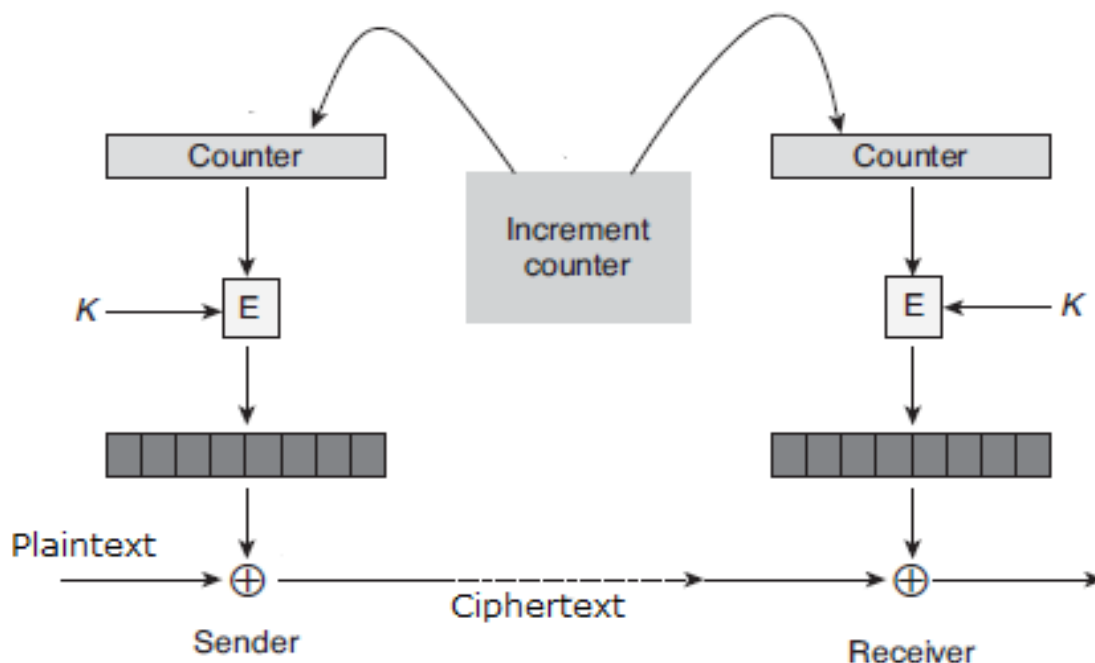 Counter
Counter
Increment
counter
K
E
E
K
Plaintext
Ciphertext
Sender
Receiver